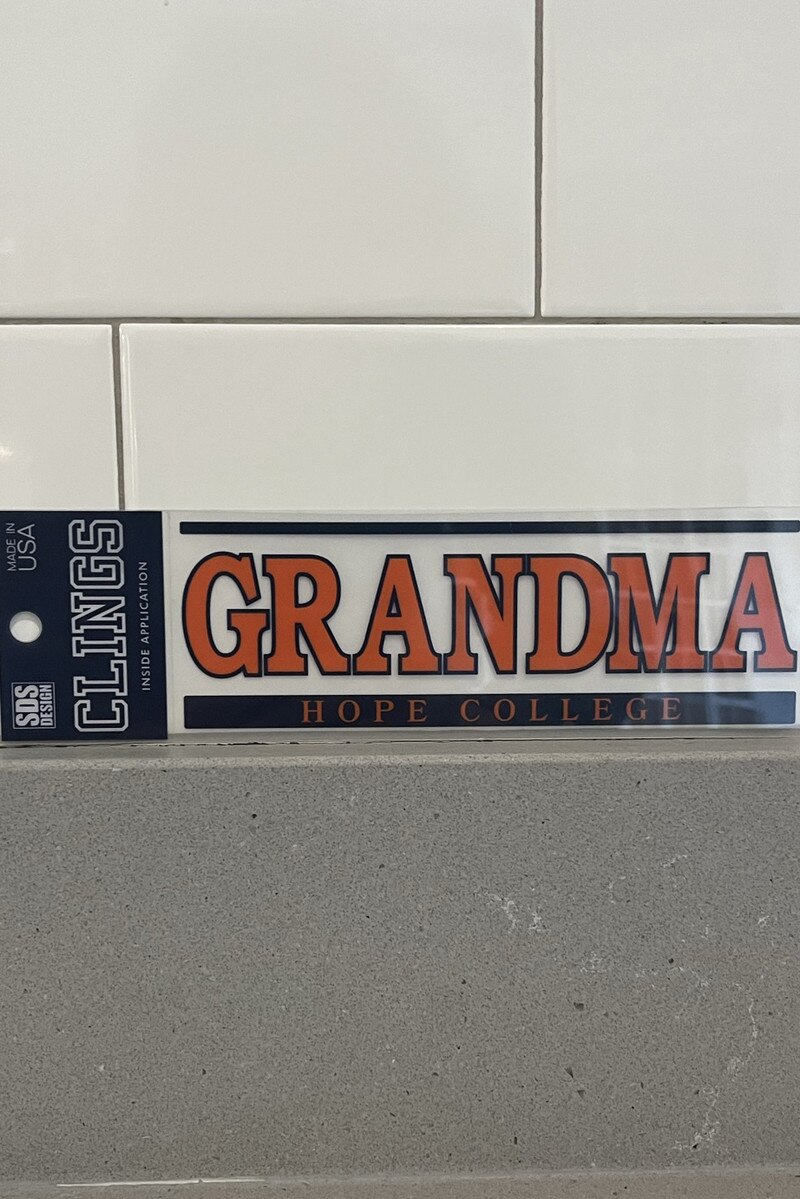 MADE IN
USA
CLINGS
INSIDE APPLICATION
SDS
DESIGN
GRANDMA
HOPE COLLEGE